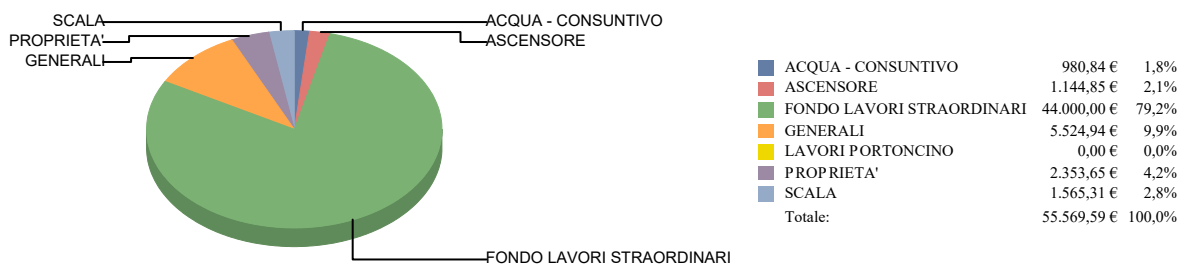 SCALA
PROPRIETA'
GENERALI
ACQUA - CONSUNTIVO
ASCENSORE
FONDO LAVORI STRAORDINARI
ACQUA - CONSUNTIVO 980,84 € 1,8%
ASCENSORE 1.144,85 € 2,1%
FONDO LAVORI STRAORDINARI 44.000,00 € 79,2%
GENERALI 5.524,94 € 9,9%
LAVORI PORTONCINO 0,00 € 0,0%
PROPRIETA' 2.353,65 € 4,2%
SCALA 1.565,31 € 2,8%
Totale: 55.569,59 € 100,0%